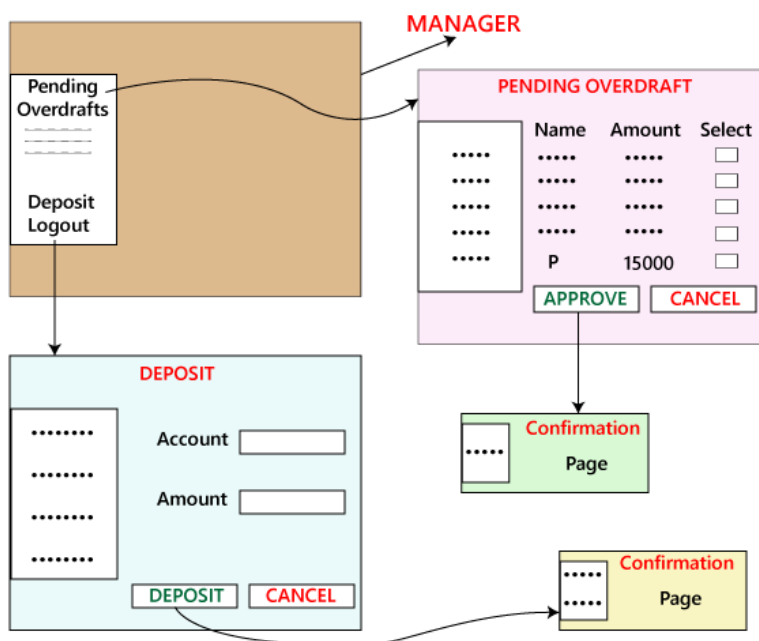 MANAGER
Pending
Overdrafts
Deposit
Logout
PENDING OVERDRAFT
Name Amount Select
P 15000
APPROVE CANCEL
DEPOSIT
Account
Amount
DEPOSIT CANCEL
Confirmation
Page
Confirmation
Page